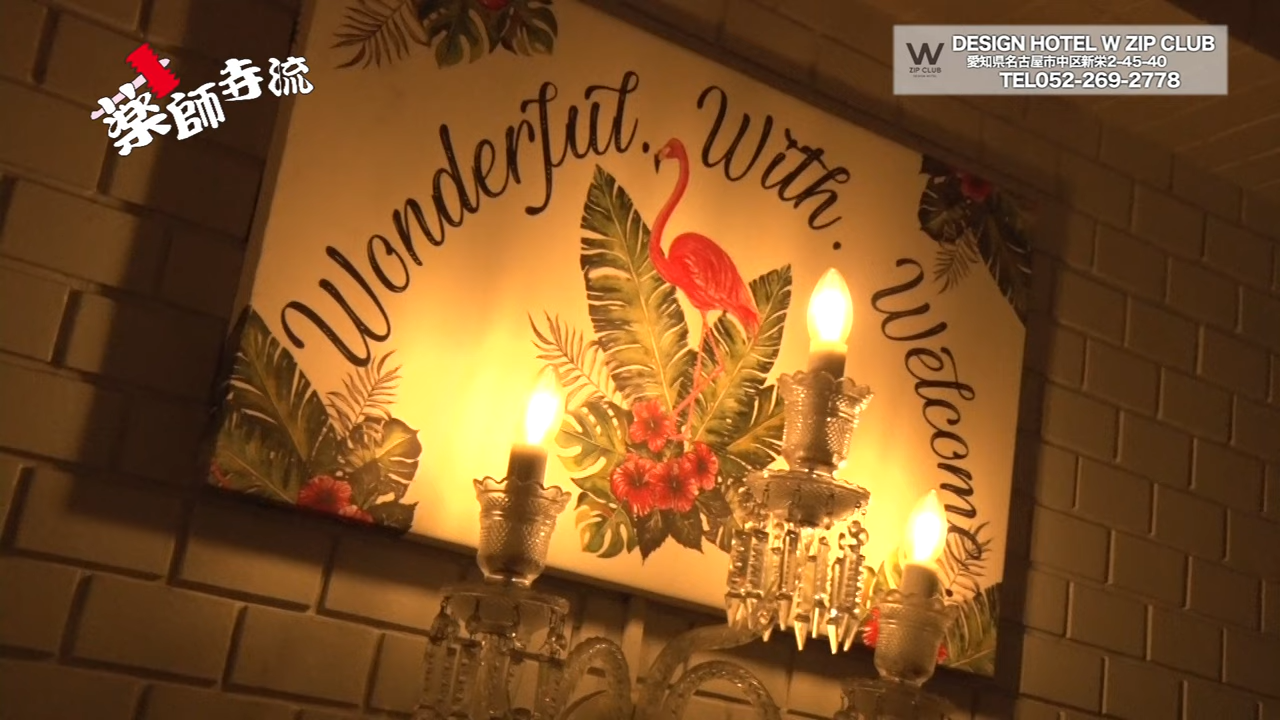 薬師寺流
W
ZIP CLUB
DESIGN HOTEL W ZIP CLUB
愛知県名古屋市中区新栄2-45-40
TEL052-269-2778
Wonderful. With. Welcome.